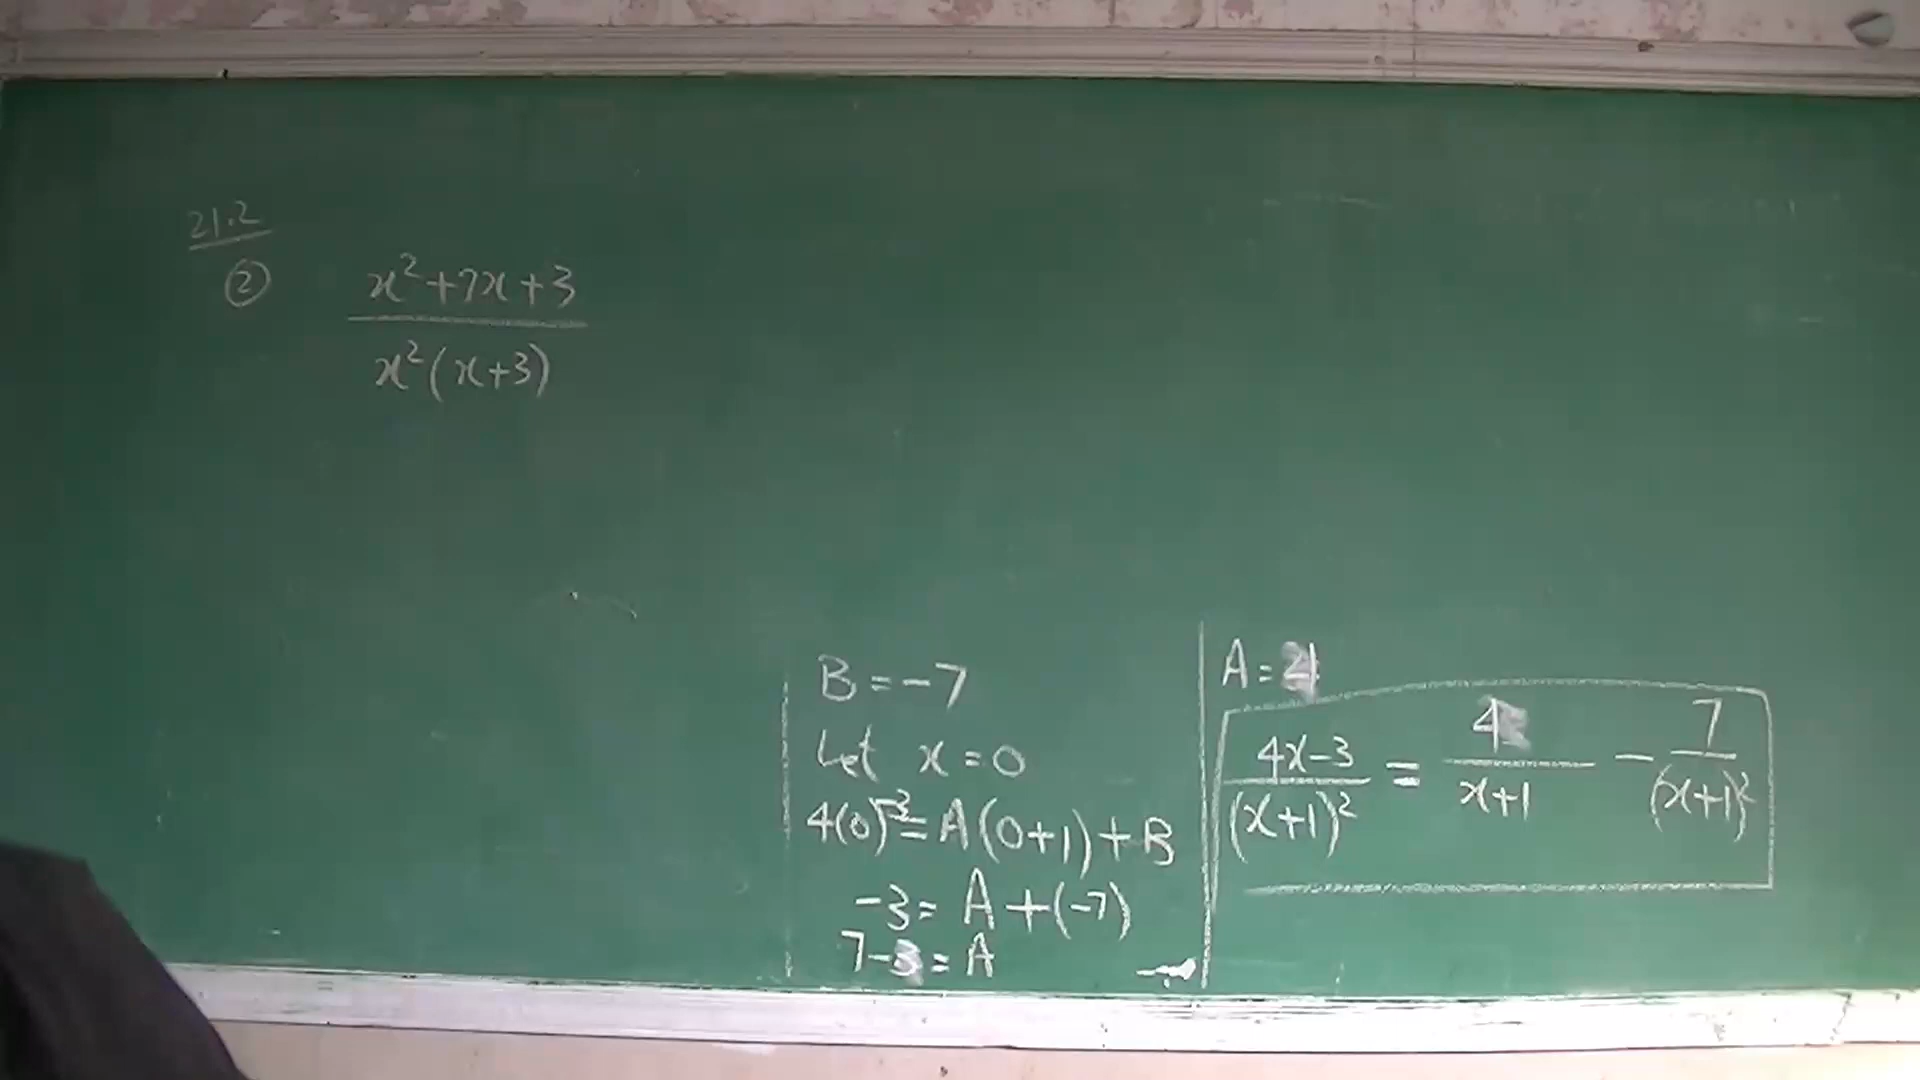 21.2
② x²+7x+3
x²(x+3)
B=-7
Let x=0
4(0)-3=A(0+1)+B
-3=A+(-7)
7-3=A
A=4
4x-3/(x+1)² = 4/x+1 - 7/(x+1)²